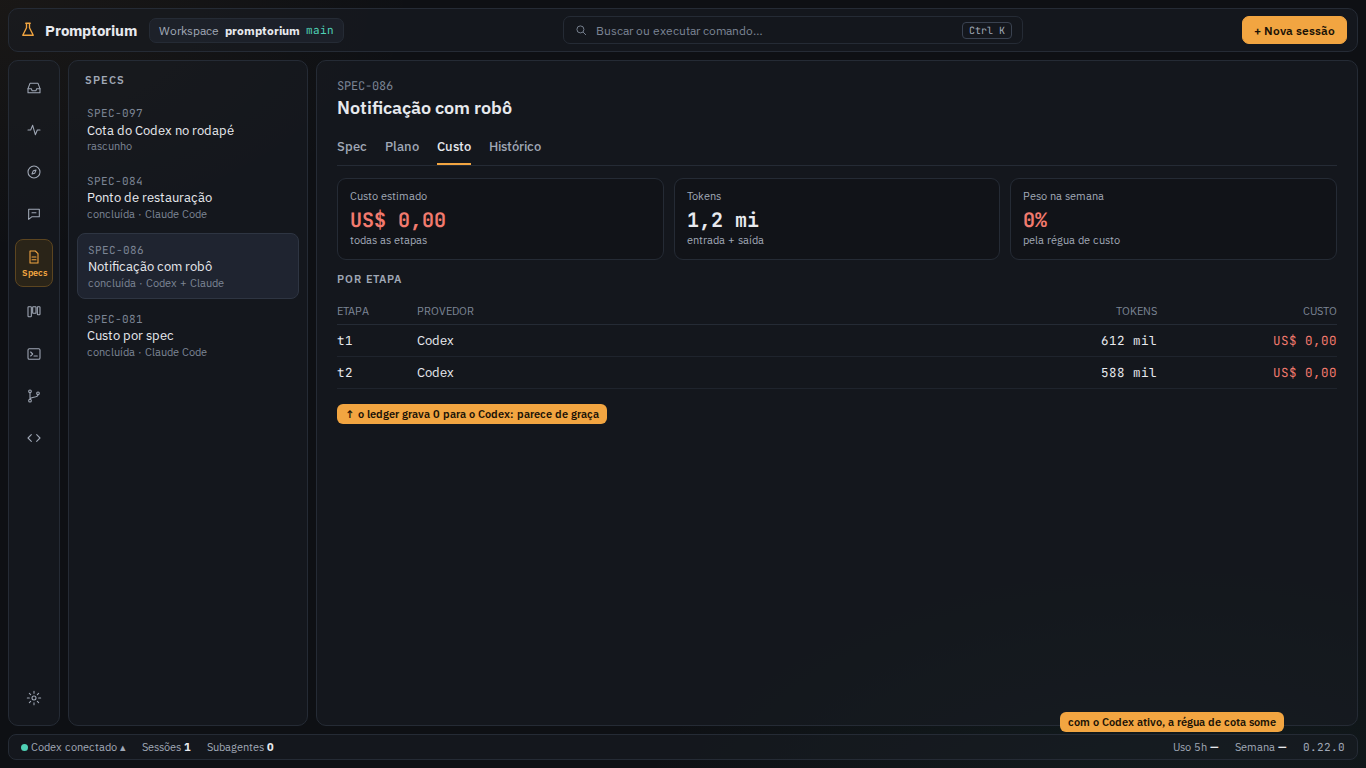 Promptorium
Workspace promptorium main
Buscar ou executar comando...
Ctrl K
+ Nova sessão
Specs
SPECS
SPEC-097
Cota do Codex no rodapé
rascunho
SPEC-084
Ponto de restauração
concluída · Claude Code
SPEC-086
Notificação com robô
concluída · Codex + Claude
SPEC-081
Custo por spec
concluída · Claude Code
SPEC-086
Notificação com robô
Spec Plano Custo Histórico
Custo estimado
US$ 0,00
todas as etapas
Tokens
1,2 mi
entrada + saída
Peso na semana
0%
pela régua de custo
POR ETAPA
ETAPA PROVEDOR TOKENS CUSTO
t1 Codex 612 mil US$ 0,00
t2 Codex 588 mil US$ 0,00
↑ o ledger grava 0 para o Codex: parece de graça
com o Codex ativo, a régua de cota some
Codex conectado ▴ Sessões 1 Subagentes 0
Uso 5h — Semana — 0.22.0